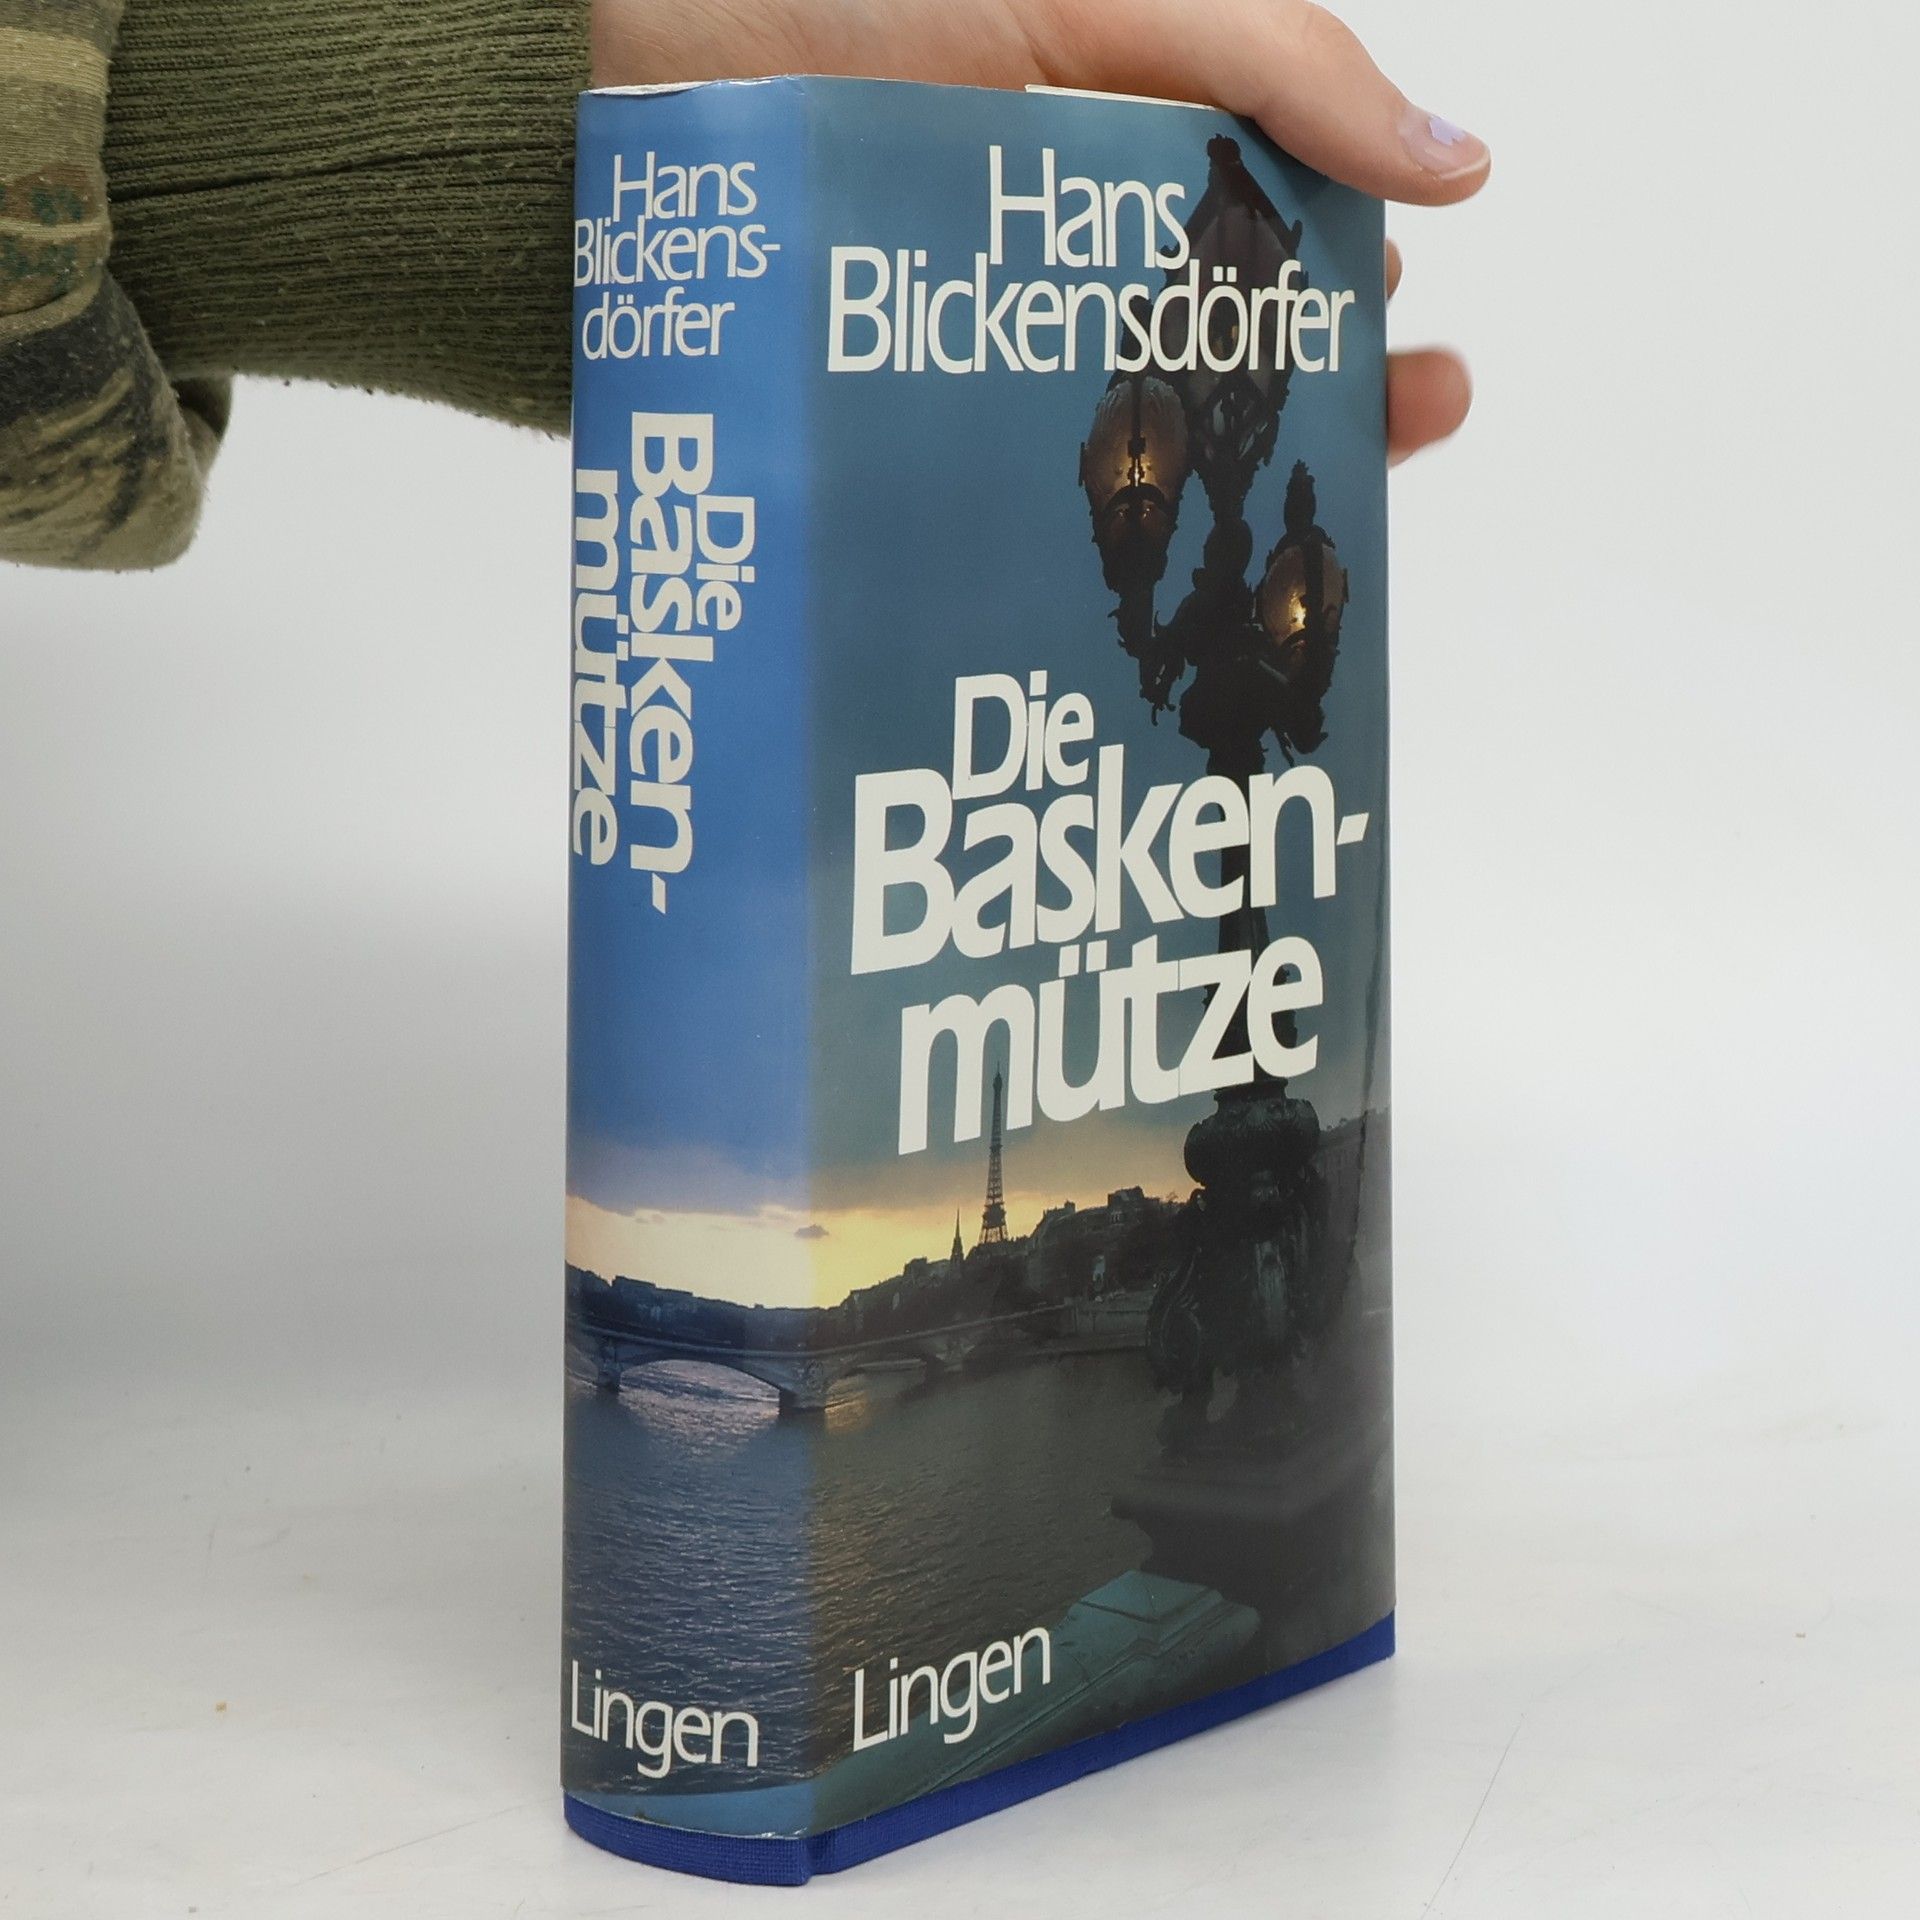 Hans
Blickens-
dörfer
Die
Basken-
mütze
Lingen
Hans
Blickensdörfer
Die
Basken-
mütze
Lingen